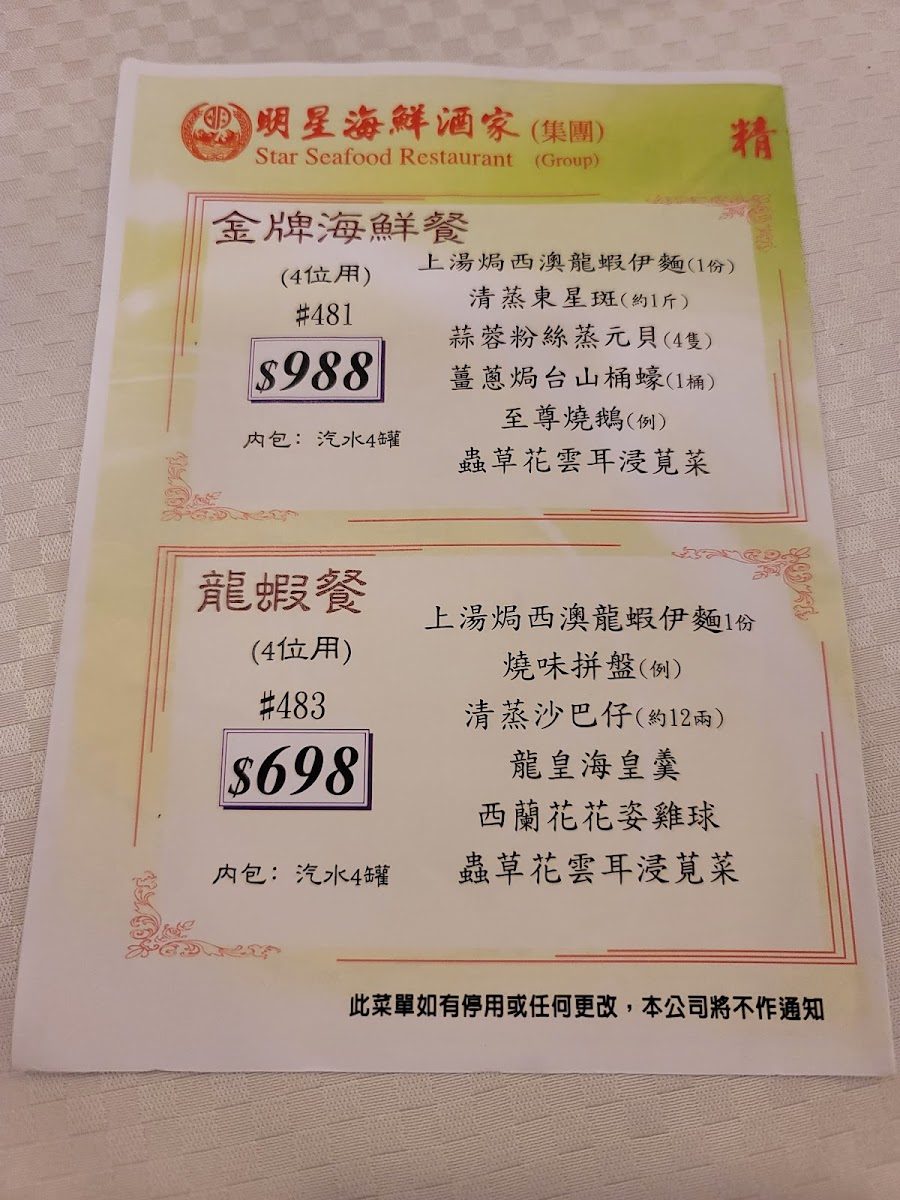 明星海鮮酒家 (集團)
Star Seafood Restaurant (Group)
精
金牌海鮮餐
(4位用)
#481
$988
內包: 汽水4罐
上湯焗西澳龍蝦伊麵(1份)
清蒸東星斑(約1斤)
蒜蓉粉絲蒸元貝(4隻)
薑蔥焗台山桶蠔(1桶)
至尊燒鵝(例)
蟲草花雲耳浸莧菜
龍蝦餐
(4位用)
#483
$698
內包: 汽水4罐
上湯焗西澳龍蝦伊麵1份
燒味拼盤(例)
清蒸沙巴仔(約12兩)
龍皇海皇羹
西蘭花花姿雞球
蟲草花雲耳浸莧菜
此菜單如有停用或任何更改，本公司將不作通知